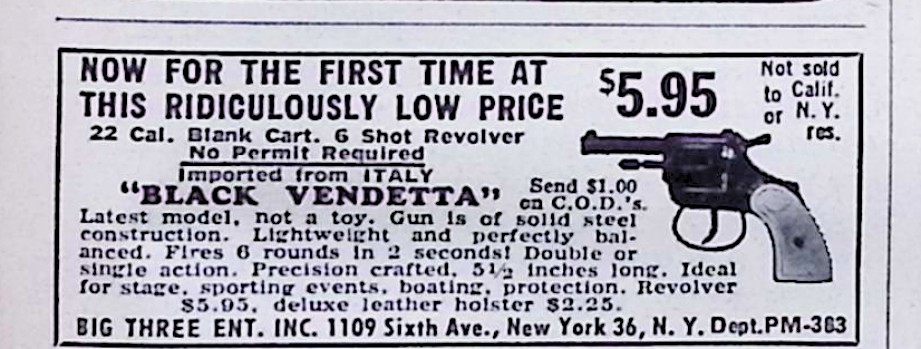 NOW FOR THE FIRST TIME AT
THIS RIDICULOUSLY LOW PRICE
$5.95
Not sold
to Calif.
or N. Y.
res.
22 Cal. Blank Cart. 6 Shot Revolver
No Permit Required
Imported from ITALY
"BLACK VENDETTA"
Send $1.00
on C.O.D.'s.
Latest model, not a toy. Gun is of solid steel
construction. Lightweight and perfectly bal-
anced. Fires 6 rounds in 2 seconds! Double or
single action. Precision crafted, 5½ inches long. Ideal
for stage, sporting events, boating, protection. Revolver
$5.95, deluxe leather holster $2.25.
BIG THREE ENT. INC. 1109 Sixth Ave., New York 36, N. Y. Dept.PM-383